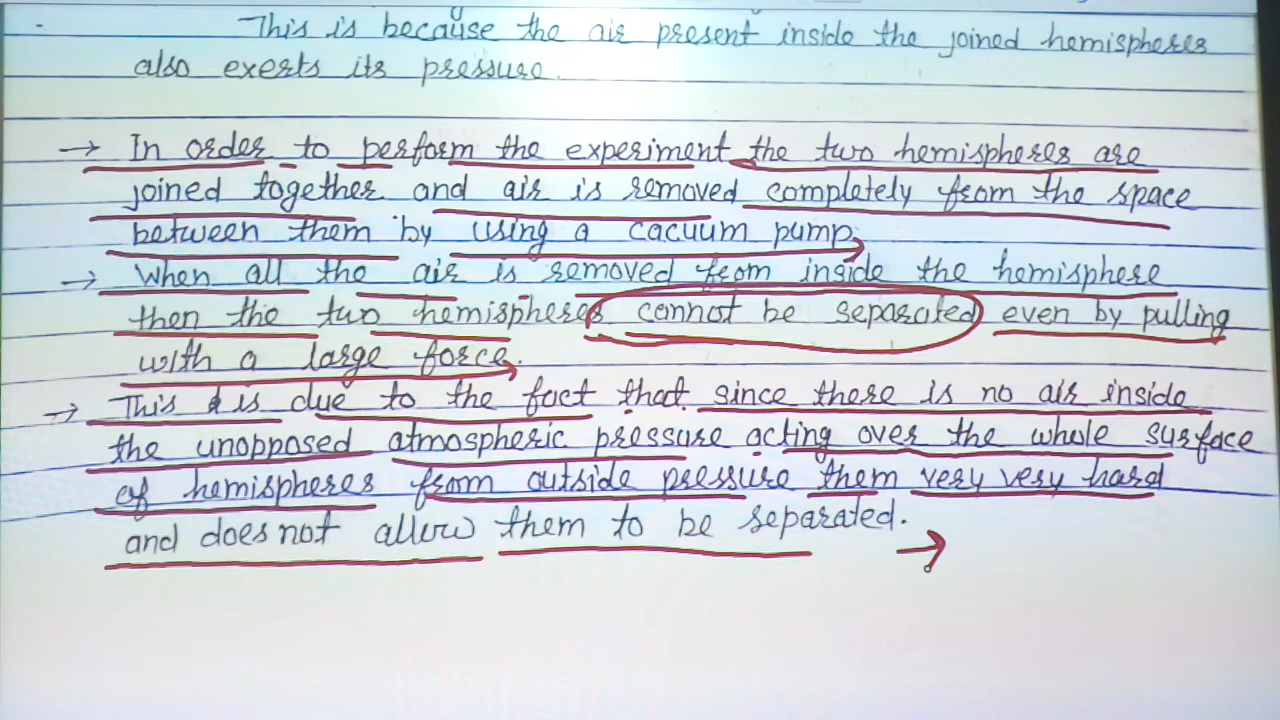 This is because the air present inside the joined hemispheres
also exerts its pressure.
→ In order to perform the experiment the two hemispheres are
joined together and air is removed completely from the space
between them by using a cacuum pump,
→ When all the air is removed from inside the hemisphere
then the two hemispheres cannot be separated even by pulling
with a large force.
→ This is due to the fact that since there is no air inside
the unopposed atmospheric pressure acting over the whole surface
of hemispheres from outside pressure them very very hard
and does not allow them to be separated.